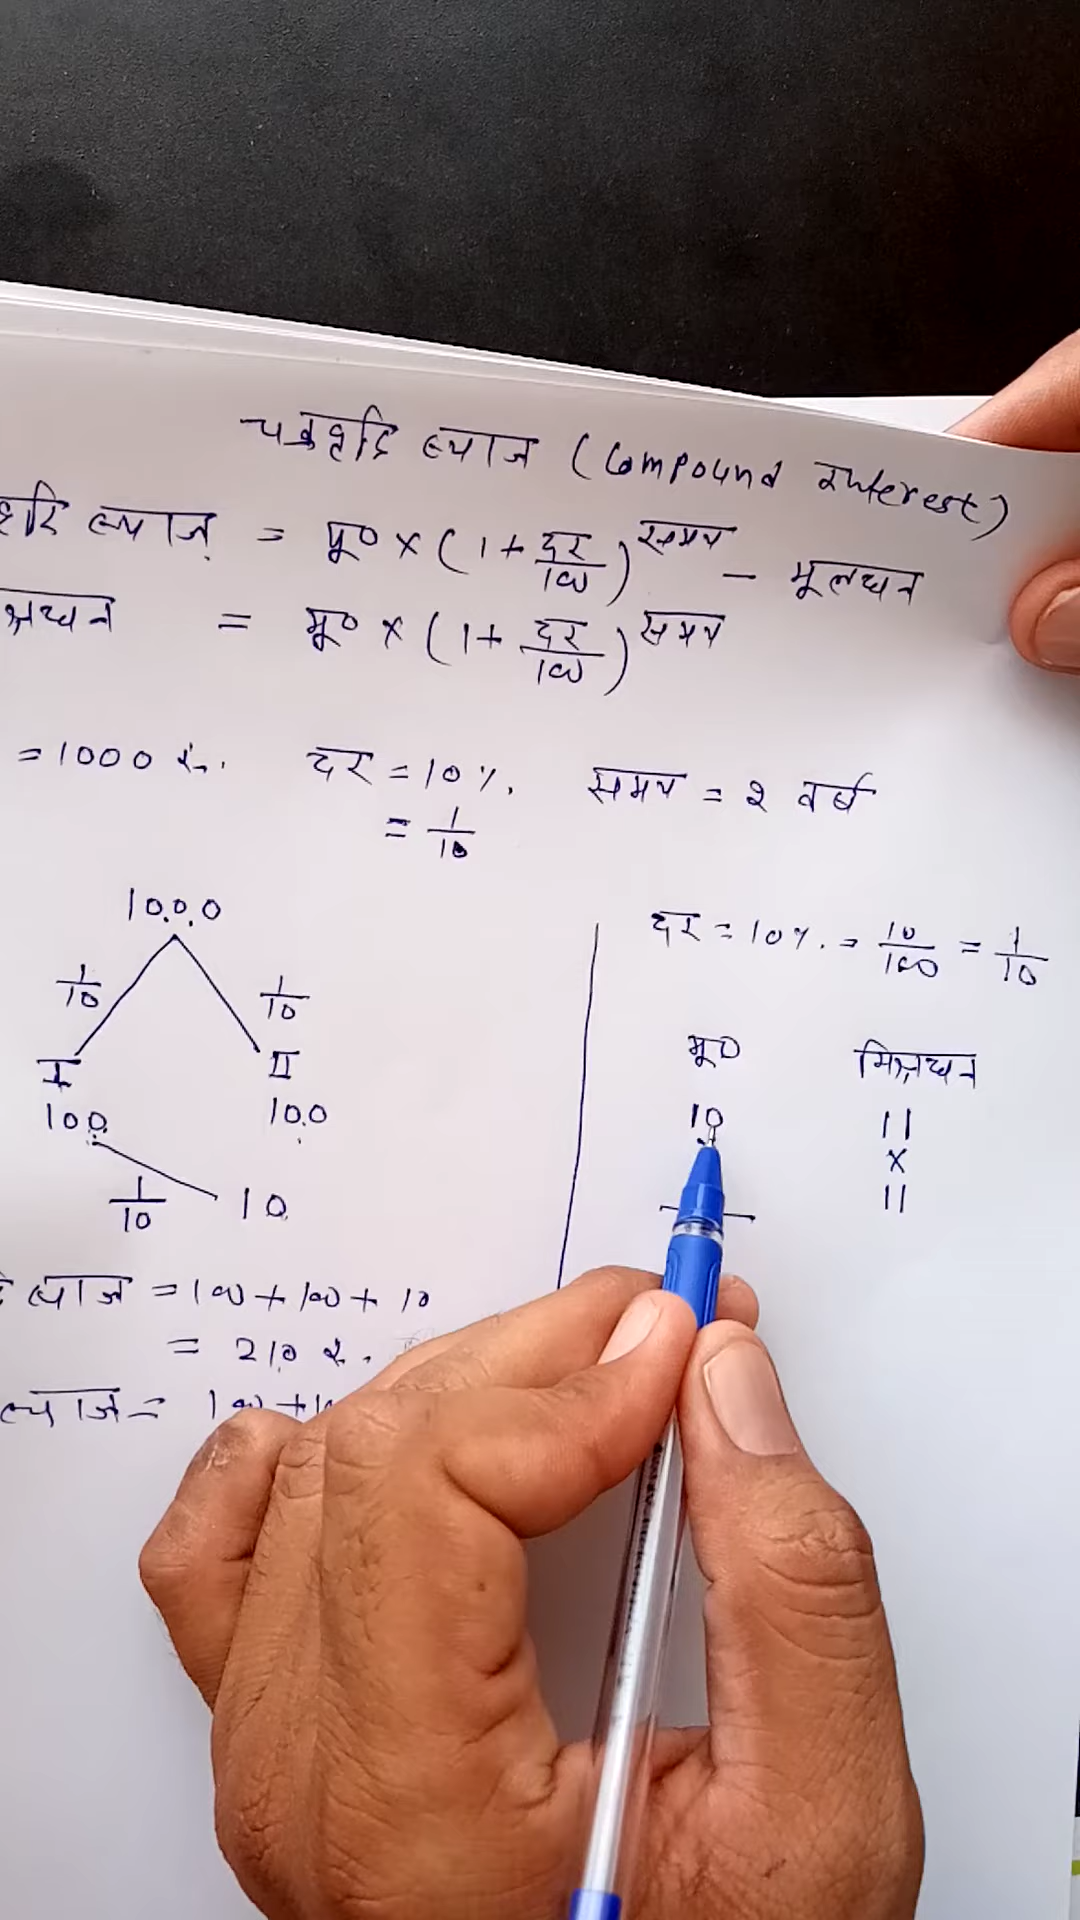 चक्रवृद्धि ब्याज (Compound Interest)
ब्याज = मू० × (1 + दर/100)^समय − मूलधन
= मू० × (1 + दर/100)^समय
= 1000 रू. दर = 10%. समय = २ वर्ष
= 1/10
1000
1/10 1/10
I II
100 100
1/10 10
ब्याज = 100 + 100 + 10
= 210 रू.
ब्याज = 100 +
दर = 10%. = 10/100 = 1/10
मू० मिश्रधन
10 11
×
11